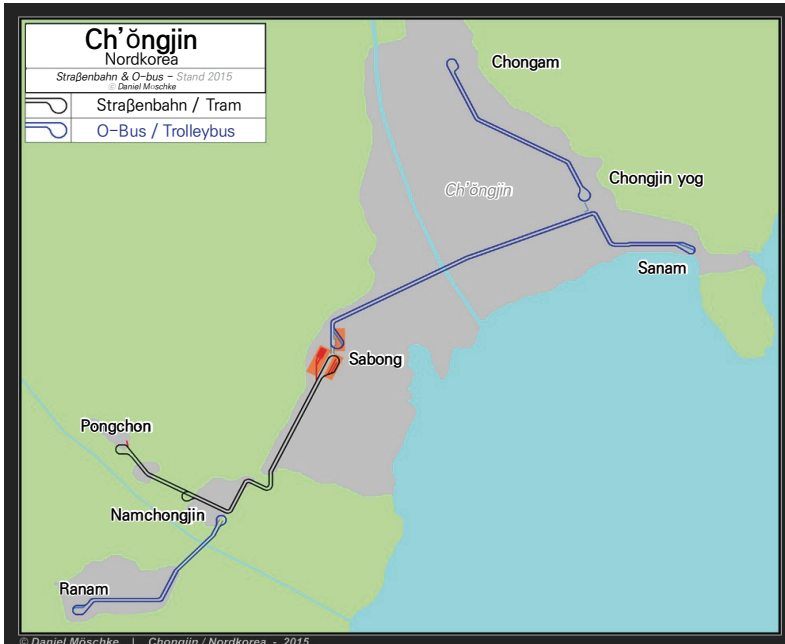 Ch'ŏngjin
Nordkorea
Straßenbahn & O-bus - Stand 2015
© Daniel Möschke
Straßenbahn / Tram
O-Bus / Trolleybus
Chongam
Chongjin yog
Ch'ŏngjin
Sanam
Sabong
Pongchon
Namchongjin
Ranam
© Daniel Möschke | Chongjin / Nordkorea - 2015